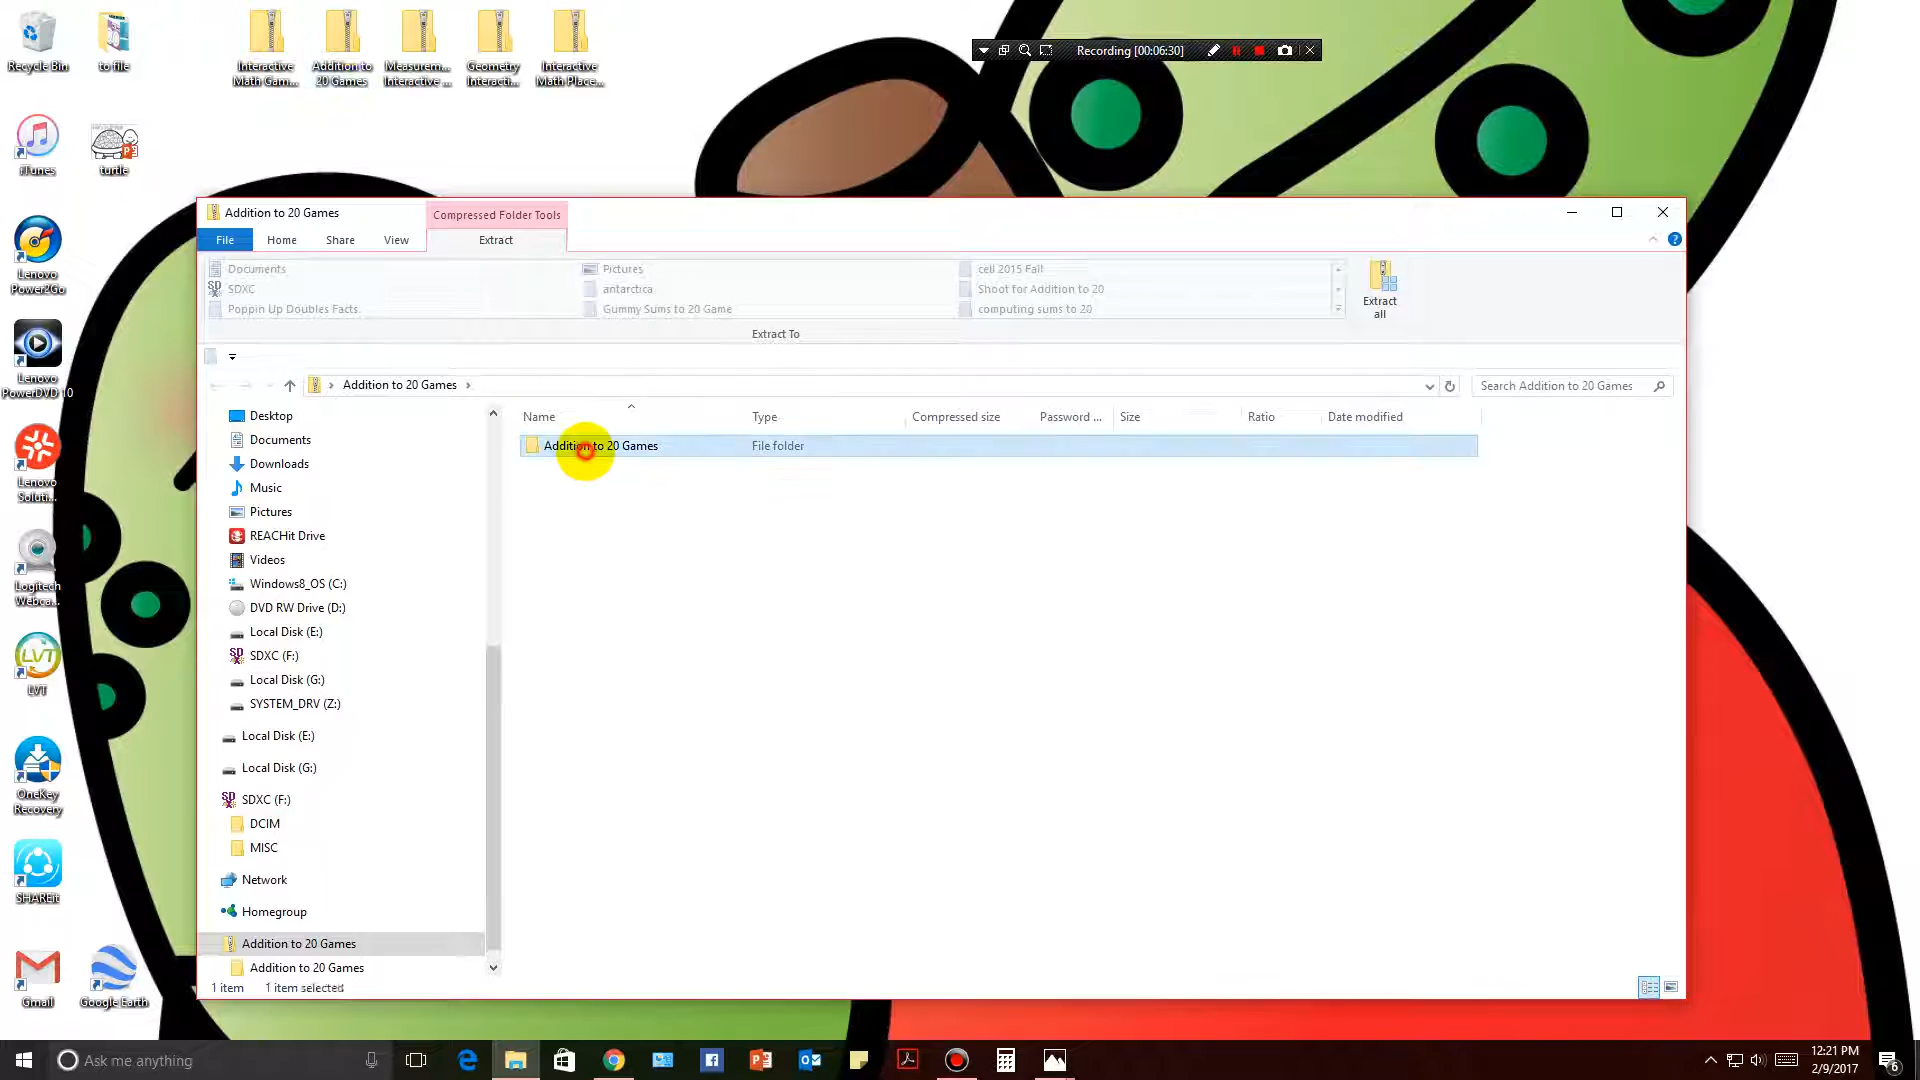 Recycle Bin
to file
Interactive Math Gam...
Addition to 20 Games
Measurem... Interactive ...
Geometry Interacti...
Interactive Math Place...
Recording [00:06:30]
iTunes
turtle
Lenovo Power2Go
Lenovo PowerDVD 10
Lenovo Soluti...
Logitech Webca...
LVT
LVT
OneKey Recovery
SHAREit
Gmail
Google Earth
Addition to 20 Games
Compressed Folder Tools
File
Home
Share
View
Extract
Documents
SDXC
Poppin Up Doubles Facts.
Pictures
antarctica
Gummy Sums to 20 Game
cell 2015 Fall
Shoot for Addition to 20
computing sums to 20
Extract all
Extract To
Addition to 20 Games
Search Addition to 20 Games
Name
Type
Compressed size
Password ...
Size
Ratio
Date modified
Addition to 20 Games
File folder
Desktop
Documents
Downloads
Music
Pictures
REACHit Drive
Videos
Windows8_OS (C:)
DVD RW Drive (D:)
Local Disk (E:)
SDXC (F:)
Local Disk (G:)
SYSTEM_DRV (Z:)
Local Disk (E:)
Local Disk (G:)
SDXC (F:)
DCIM
MISC
Network
Homegroup
Addition to 20 Games
Addition to 20 Games
1 item
1 item selected
Ask me anything
12:21 PM
2/9/2017
6